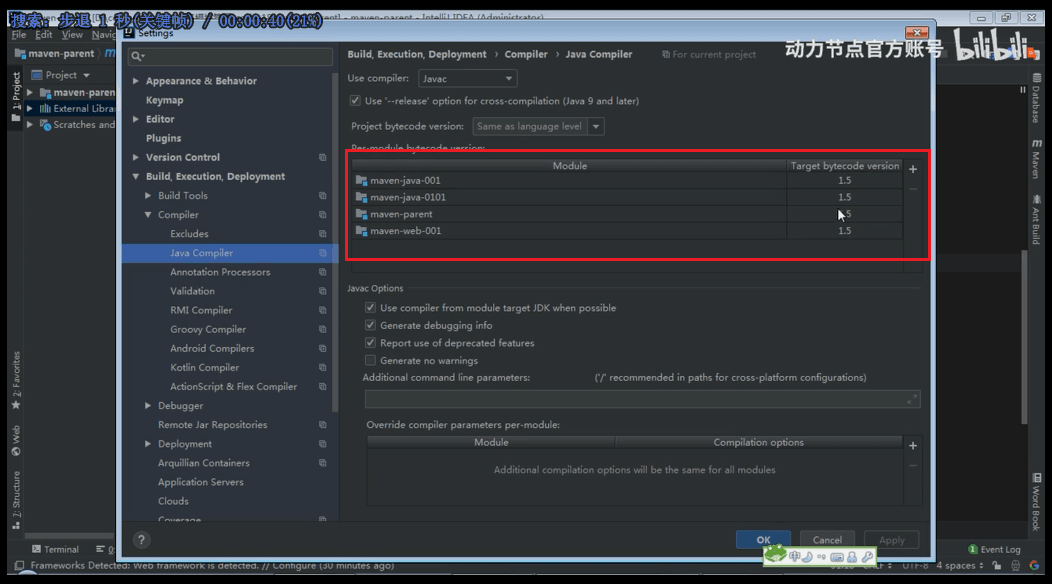 搜索: 步退 1 秒(关键帧) / 00:00:40(21%)
- maven-parent - IntelliJ IDEA (Administrator)
Settings
File Edit View
maven-parent
Build, Execution, Deployment › Compiler › Java Compiler
For current project
动力节点官方账号 bilibili
Project
1: Project
maven-paren
External Libra
Scratches and
Appearance & Behavior
Keymap
Editor
Plugins
Version Control
Build, Execution, Deployment
Build Tools
Compiler
Excludes
Java Compiler
Annotation Processors
Validation
RMI Compiler
Groovy Compiler
Android Compilers
Kotlin Compiler
ActionScript & Flex Compiler
Debugger
Remote Jar Repositories
Deployment
Arquillian Containers
Application Servers
Clouds
Coverage
Use compiler: Javac
Use '--release' option for cross-compilation (Java 9 and later)
Project bytecode version: Same as language level
Per-module bytecode version:
Module Target bytecode version
maven-java-001 1.5
maven-java-0101 1.5
maven-parent 5
maven-web-001 1.5
Javac Options
Use compiler from module target JDK when possible
Generate debugging info
Report use of deprecated features
Generate no warnings
Additional command line parameters: ('/' recommended in paths for cross-platform configurations)
Override compiler parameters per-module:
Module Compilation options
Additional compilation options will be the same for all modules
? OK Cancel Apply
Database
Maven
Ant Build
Word Book
2: Favorites
Web
7: Structure
Terminal
Event Log
Frameworks Detected: Web framework is detected. // Configure (30 minutes ago)
UTF-8 4 spaces
中